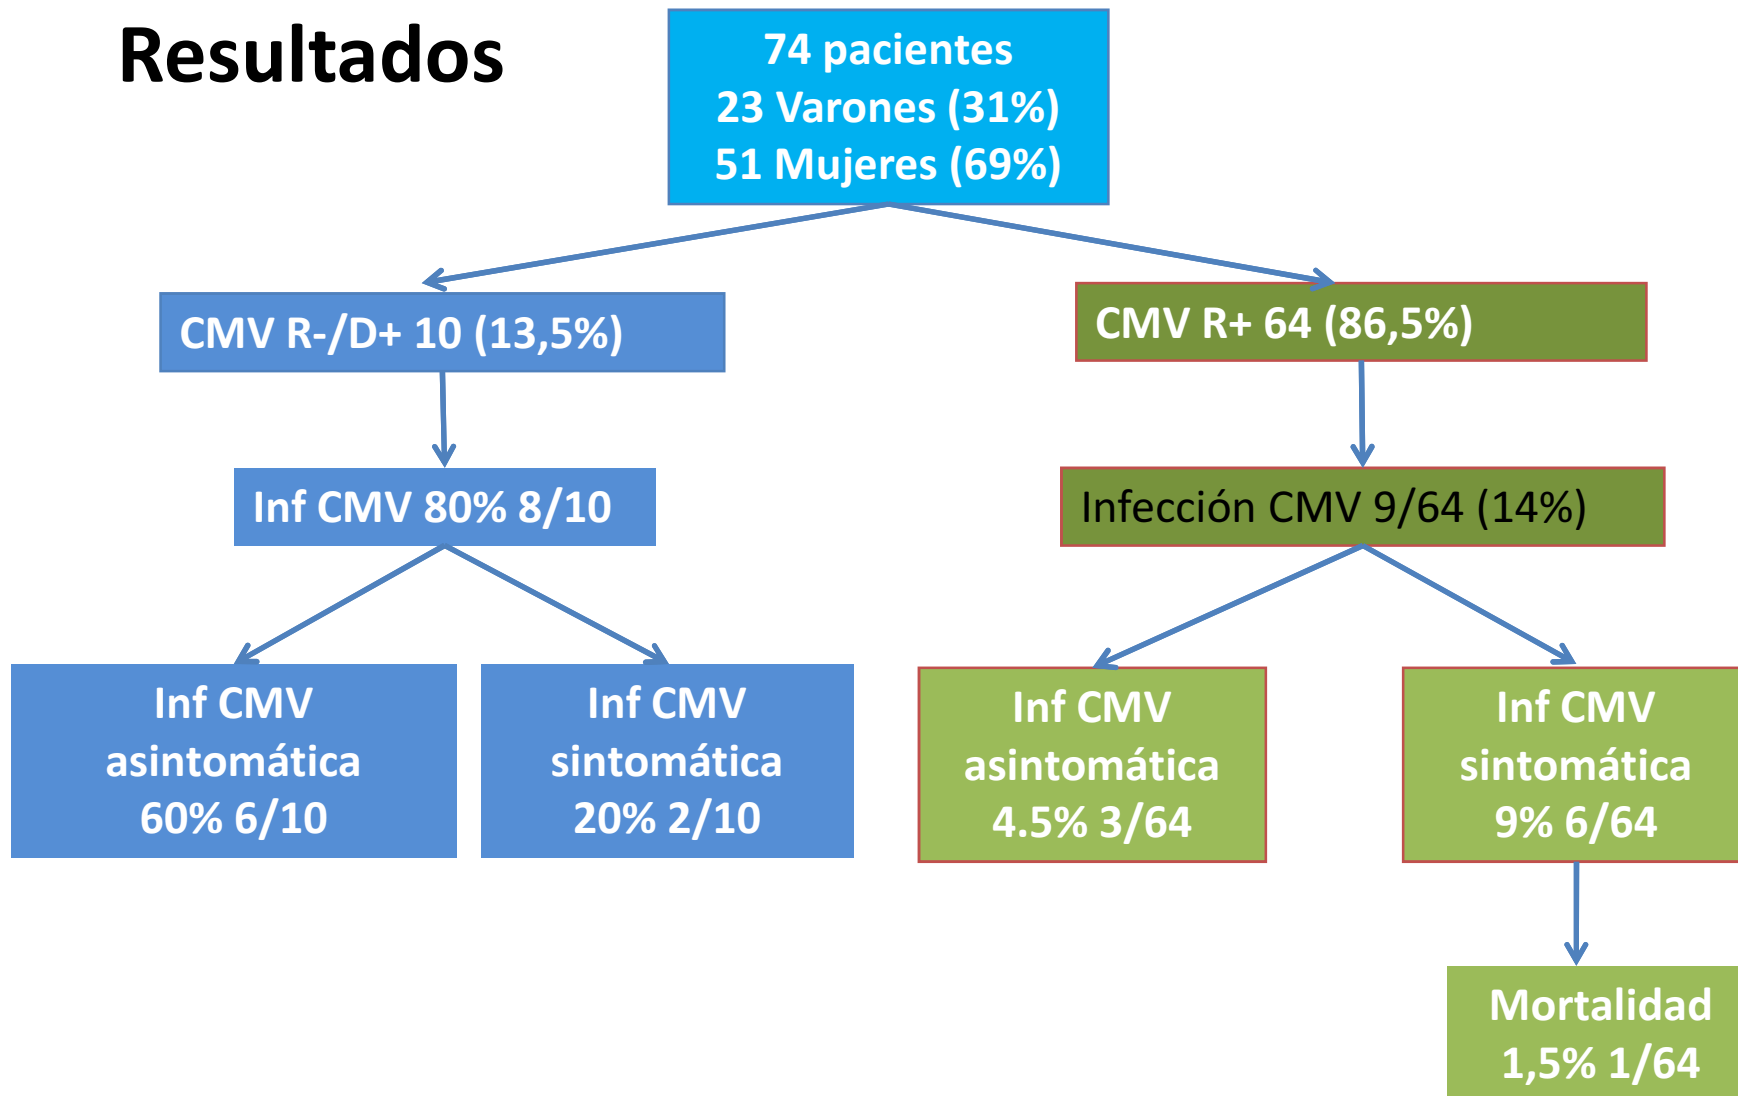 Resultados
74 pacientes
23 Varones (31%)
51 Mujeres (69%)
CMV R-/D+ 10 (13,5%)
CMV R+ 64 (86,5%)
Inf CMV 80% 8/10
Infección CMV 9/64 (14%)
Inf CMV
asintomática
60% 6/10
Inf CMV
sintomática
20% 2/10
Inf CMV
asintomática
4.5% 3/64
Inf CMV
sintomática
9% 6/64
Mortalidad
1,5% 1/64